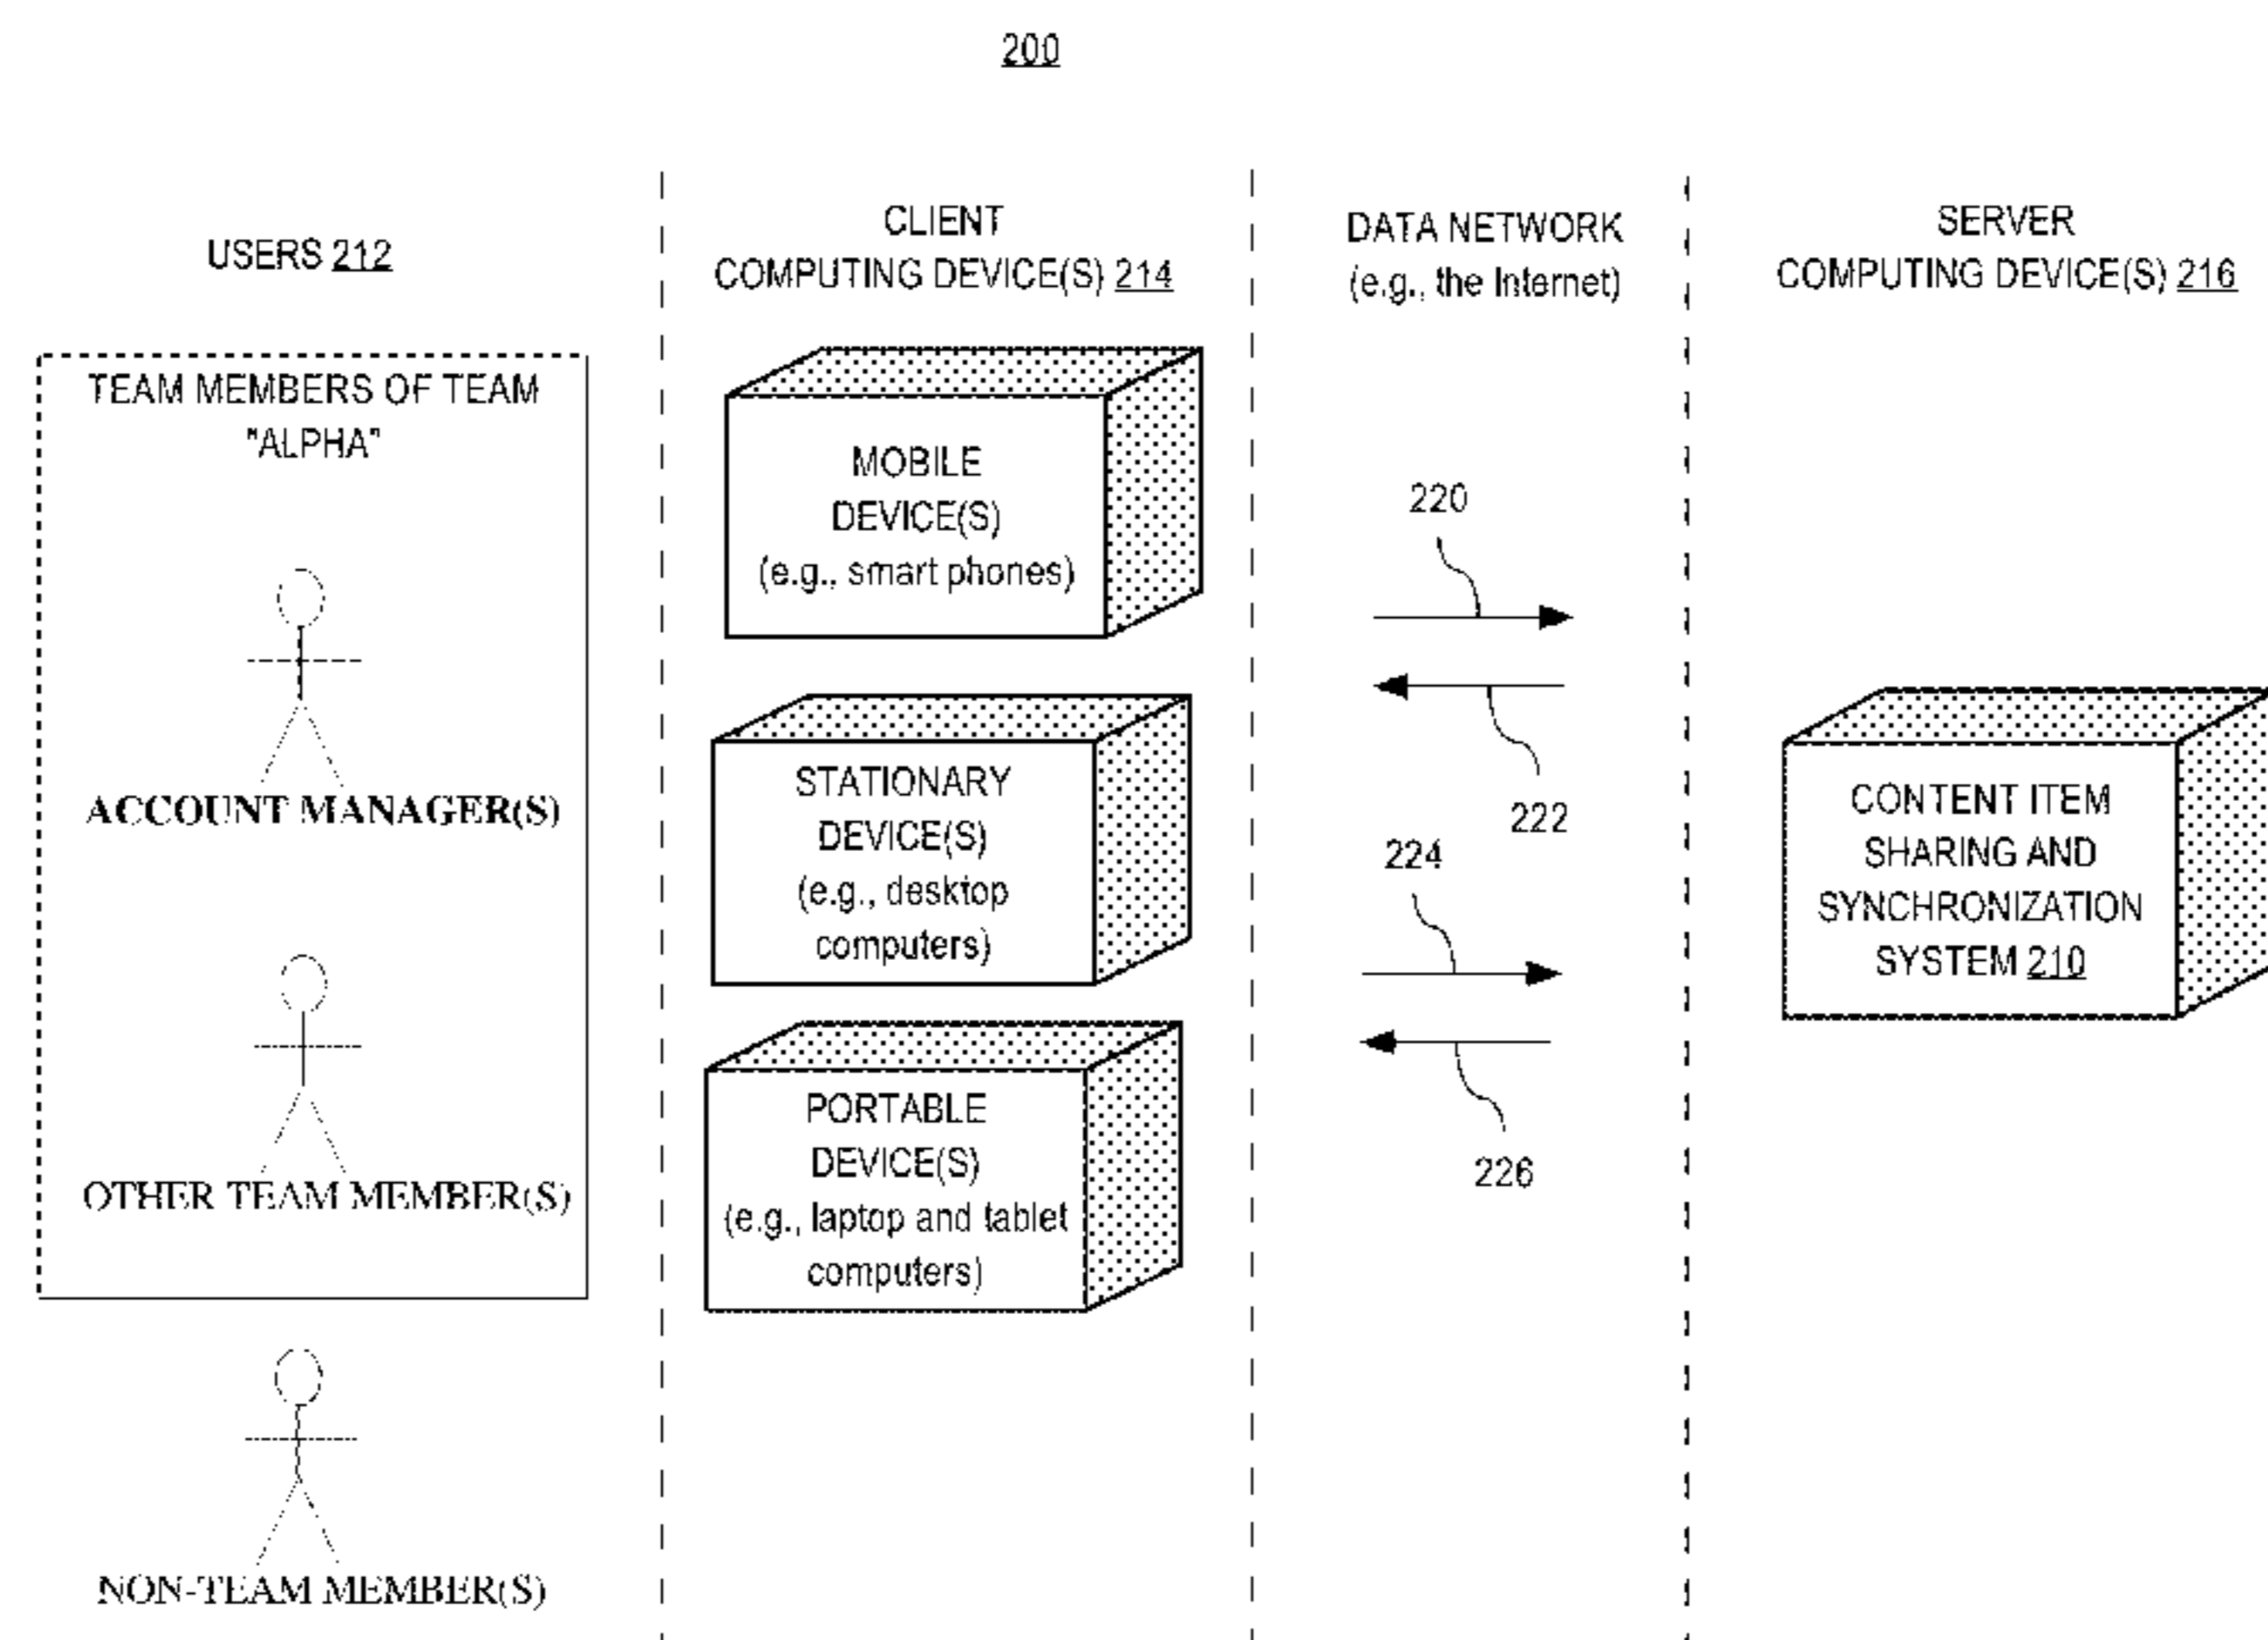 200
USERS 212
TEAM MEMBERS OF TEAM
"ALPHA"
ACCOUNT MANAGER(S)
OTHER TEAM MEMBER(S)
NON-TEAM MEMBER(S)
CLIENT
COMPUTING DEVICE(S) 214
MOBILE
DEVICE(S)
(e.g., smart phones)
STATIONARY
DEVICE(S)
(e.g., desktop
computers)
PORTABLE
DEVICE(S)
(e.g., laptop and tablet
computers)
DATA NETWORK
(e.g., the Internet)
220
222
224
226
SERVER
COMPUTING DEVICE(S) 216
CONTENT ITEM
SHARING AND
SYNCHRONIZATION
SYSTEM 210